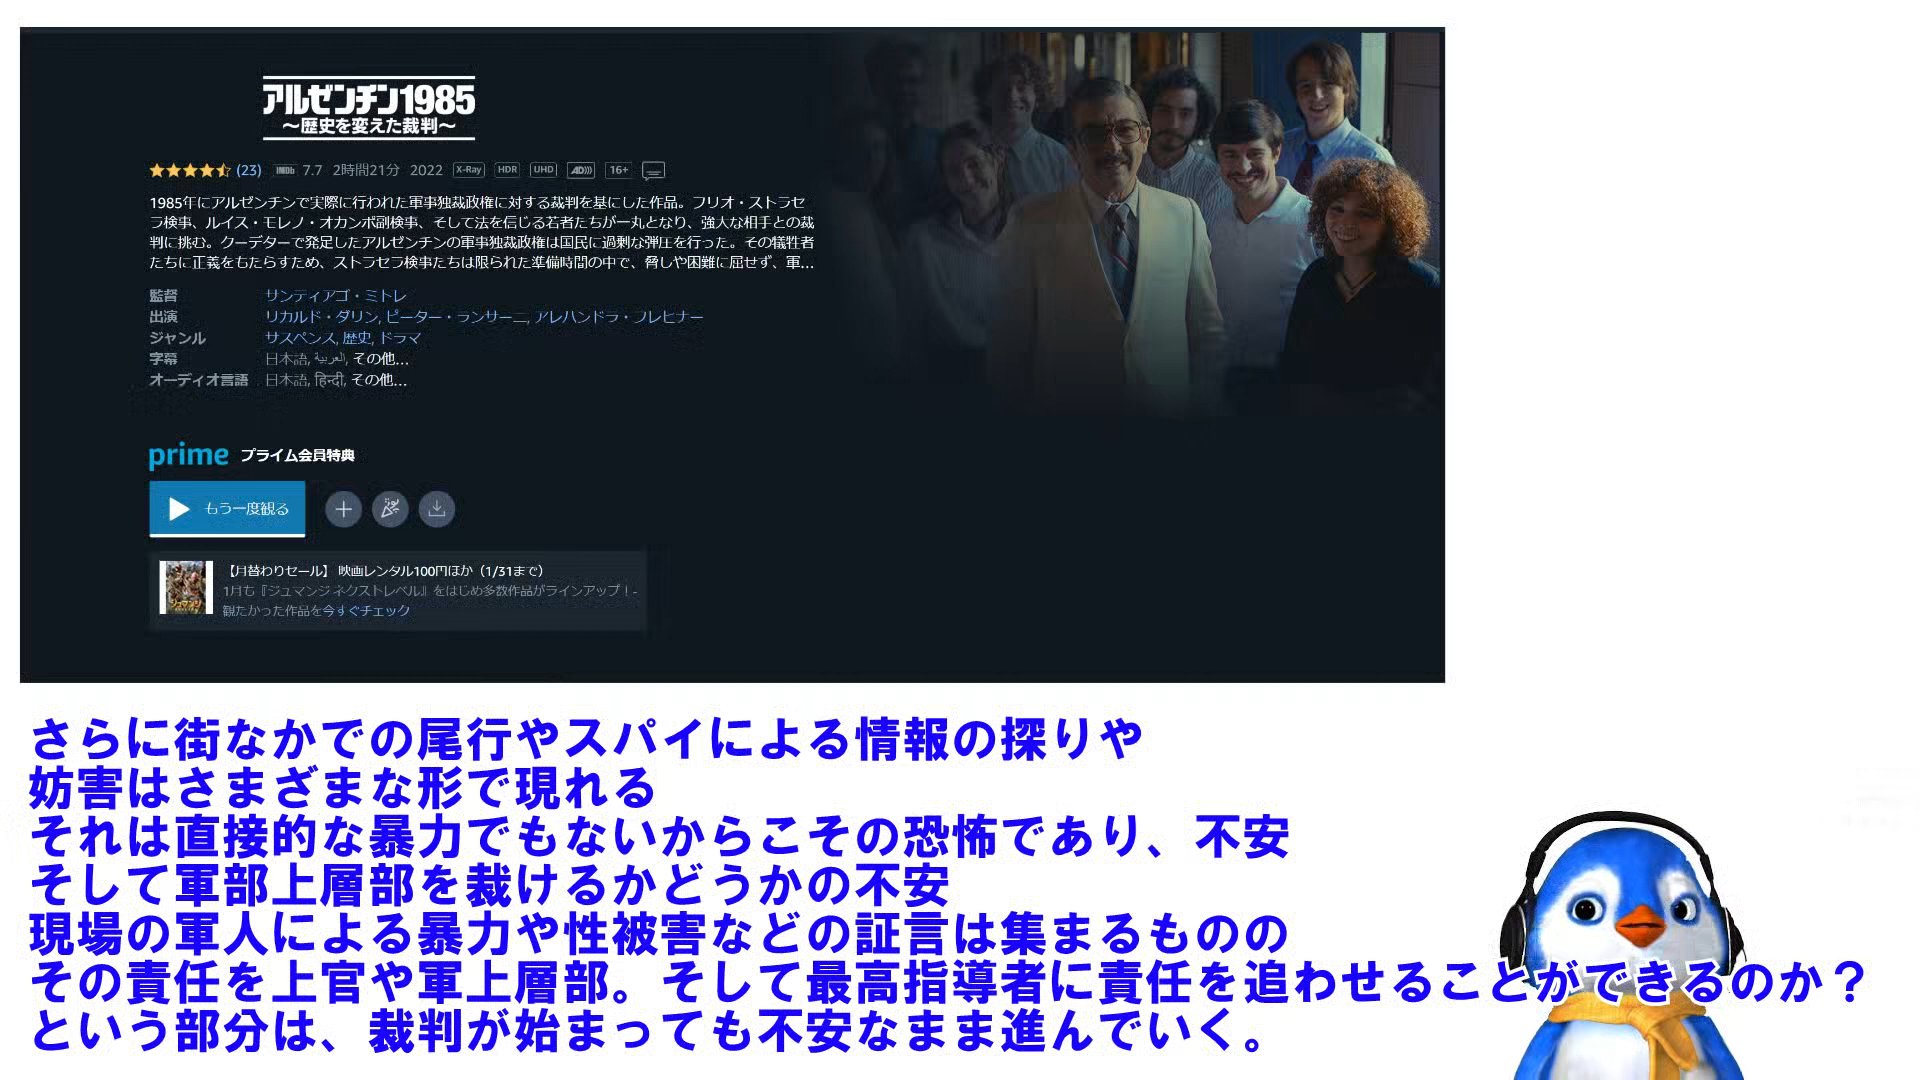 アルゼンチン1985
〜歴史を変えた裁判〜
(23) IMDb 7.7 2時間21分 2022 X-Ray HDR UHD AD 16+
1985年にアルゼンチンで実際に行われた軍事独裁政権に対する裁判を基にした作品。フリオ・ストラセ
ラ検事、ルイス・モレノ・オカンポ副検事、そして法を信じる若者たちが一丸となり、強大な相手との裁
判に挑む。クーデターで発足したアルゼンチンの軍事独裁政権は国民に過剰な弾圧を行った。その犠牲者
たちに正義をもたらすため、ストラセラ検事たちは限られた準備時間の中で、脅しや困難に屈せず、軍...
監督 サンティアゴ・ミトレ
出演 リカルド・ダリン, ピーター・ランサーニ, アレハンドラ・フレヒナー
ジャンル サスペンス, 歴史, ドラマ
字幕 日本語, العربية, その他...
オーディオ言語 日本語, हिन्दी, その他...
prime プライム会員特典
もう一度観る
【月替わりセール】 映画レンタル100円ほか（1/31まで）
1月も『ジュマンジ ネクストレベル』をはじめ多数作品がラインアップ！-
観たかった作品を今すぐチェック
ジュマンジ
さらに街なかでの尾行やスパイによる情報の探りや
妨害はさまざまな形で現れる
それは直接的な暴力でもないからこその恐怖であり、不安
そして軍部上層部を裁けるかどうかの不安
現場の軍人による暴力や性被害などの証言は集まるものの
その責任を上官や軍上層部。そして最高指導者に責任を追わせることができるのか？
という部分は、裁判が始まっても不安なまま進んでいく。